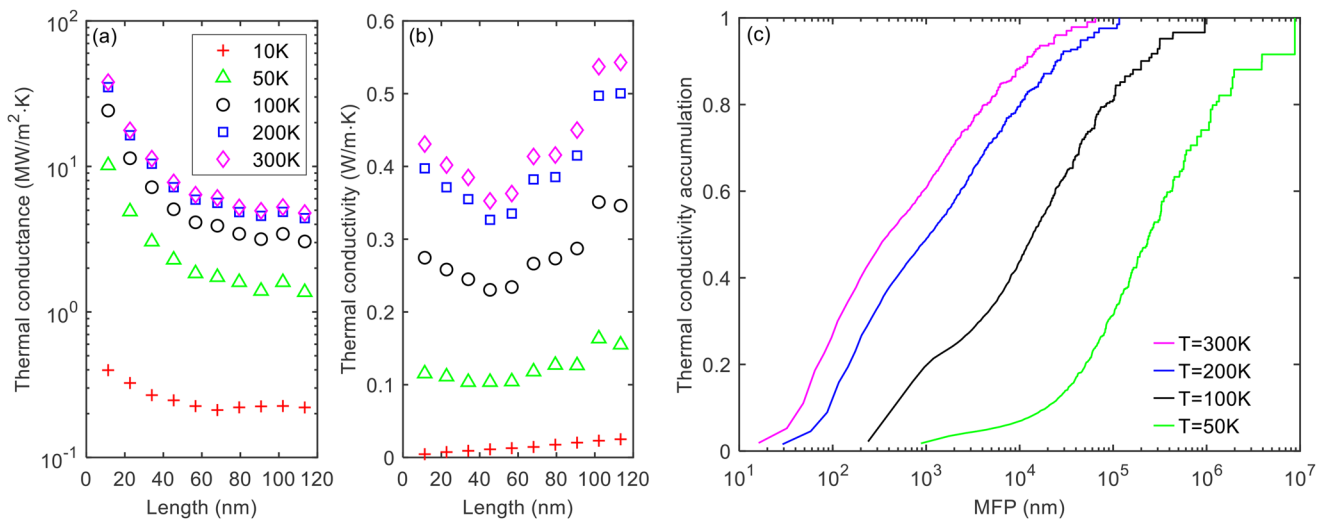 (a)
10K
50K
100K
200K
300K
10²
10¹
10⁰
10⁻¹
Thermal conductance (MW/m²·K)
0 20 40 60 80 100 120
Length (nm)
(b)
0.6
0.5
0.4
0.3
0.2
0.1
0
Thermal conductivity (W/m·K)
0 20 40 60 80 100 120
Length (nm)
(c)
1
0.8
0.6
0.4
0.2
0
Thermal conductivity accumulation
T=300K
T=200K
T=100K
T=50K
10¹ 10² 10³ 10⁴ 10⁵ 10⁶ 10⁷
MFP (nm)